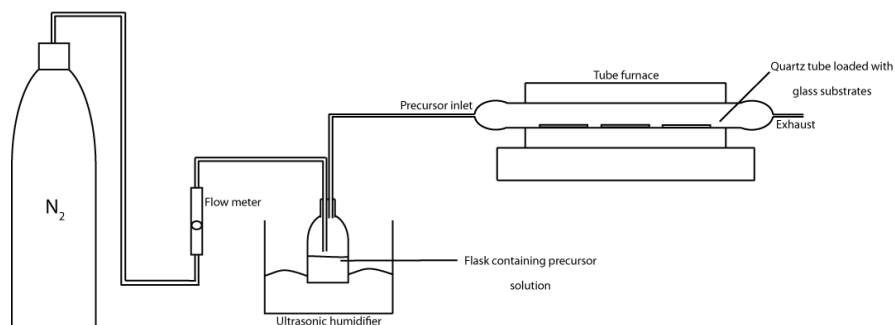 N2
Flow meter
Ultrasonic humidifier
Flask containing precursor
solution
Precursor inlet
Tube furnace
Quartz tube loaded with
glass substrates
Exhaust